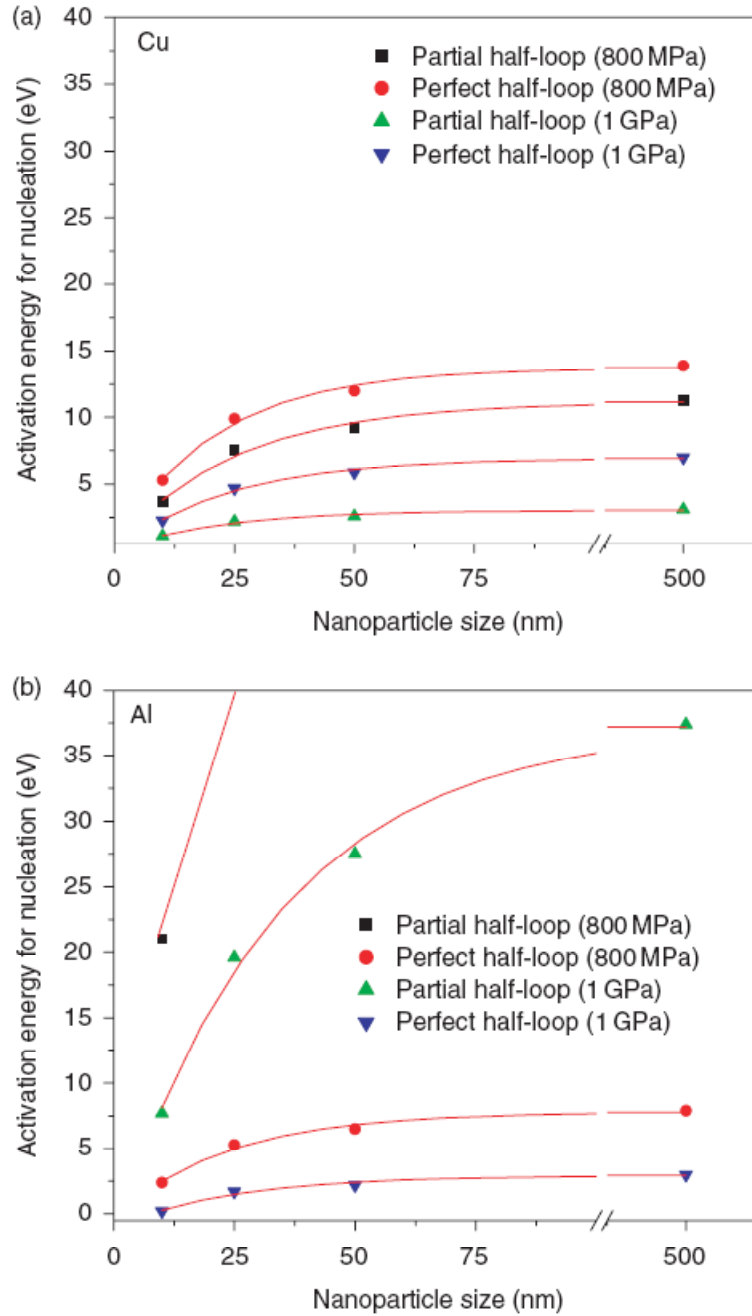 (a)
Cu
Partial half-loop (800 MPa)
Perfect half-loop (800 MPa)
Partial half-loop (1 GPa)
Perfect half-loop (1 GPa)
Activation energy for nucleation (eV)
40
35
30
25
20
15
10
5
0 25 50 75 500
Nanoparticle size (nm)
(b)
Al
Partial half-loop (800 MPa)
Perfect half-loop (800 MPa)
Partial half-loop (1 GPa)
Perfect half-loop (1 GPa)
Activation energy for nucleation (eV)
40
35
30
25
20
15
10
5
0
0 25 50 75 500
Nanoparticle size (nm)